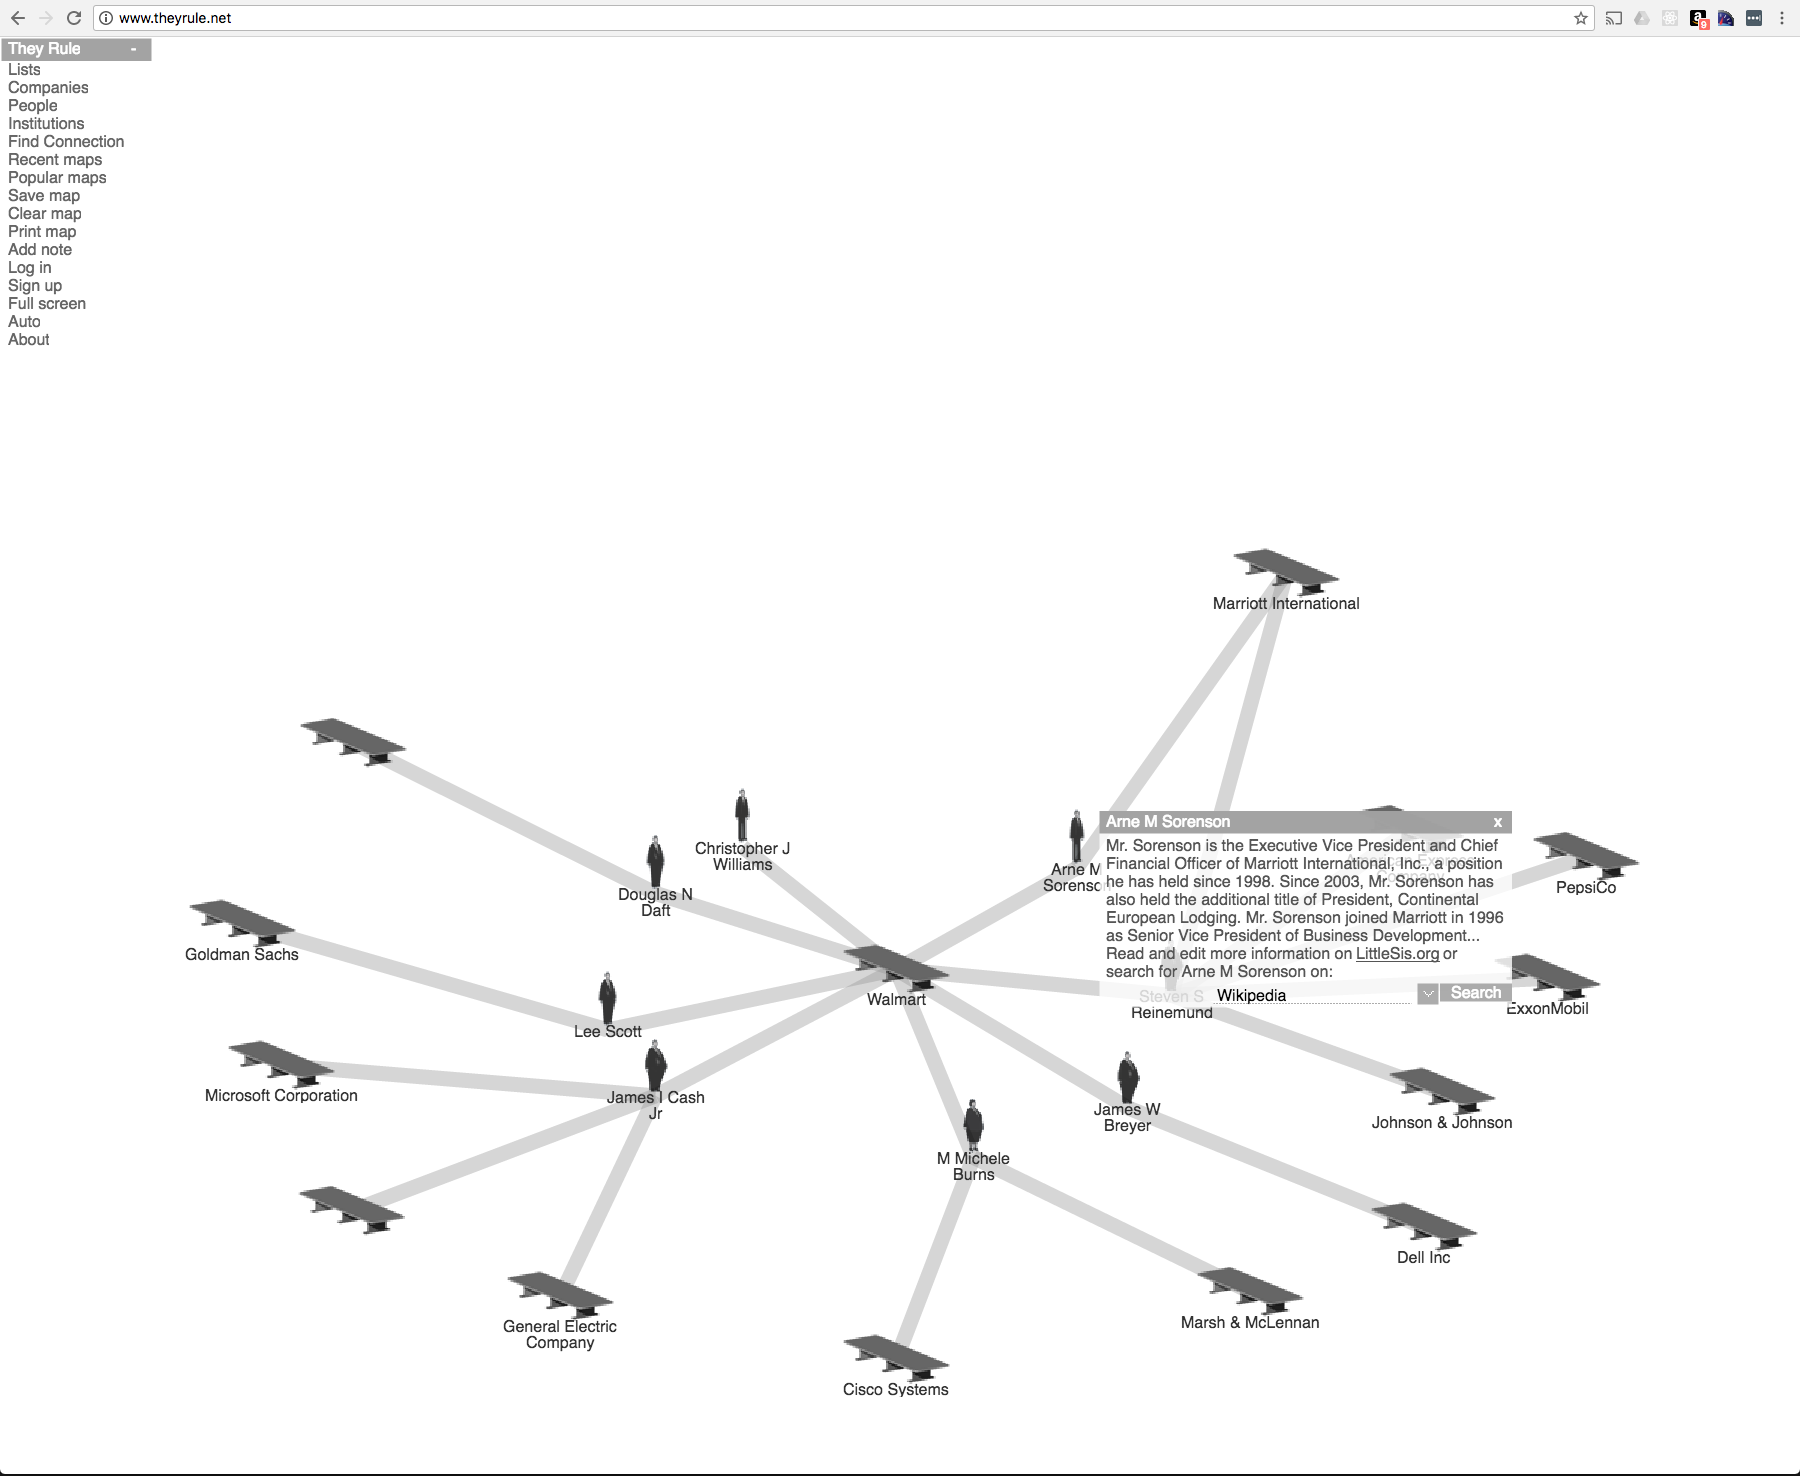 www.theyrule.net
They Rule -
Lists
Companies
People
Institutions
Find Connection
Recent maps
Popular maps
Save map
Clear map
Print map
Add note
Log in
Sign up
Full screen
Auto
About
Marriott International
Christopher J
Williams
Douglas N
Daft
Arne M
Sorenson
Arne M Sorenson x
Mr. Sorenson is the Executive Vice President and Chief
Financial Officer of Marriott International, Inc., a position
he has held since 1998. Since 2003, Mr. Sorenson has
also held the additional title of President, Continental
European Lodging. Mr. Sorenson joined Marriott in 1996
as Senior Vice President of Business Development...
Read and edit more information on LittleSis.org or
search for Arne M Sorenson on:
Wikipedia
Search
American Express
Company
PepsiCo
Goldman Sachs
Walmart
Steven S
Reinemund
ExxonMobil
Lee Scott
Microsoft Corporation
James I Cash
Jr
James W
Breyer
Johnson & Johnson
M Michele
Burns
Dell Inc
General Electric
Company
Marsh & McLennan
Cisco Systems
9